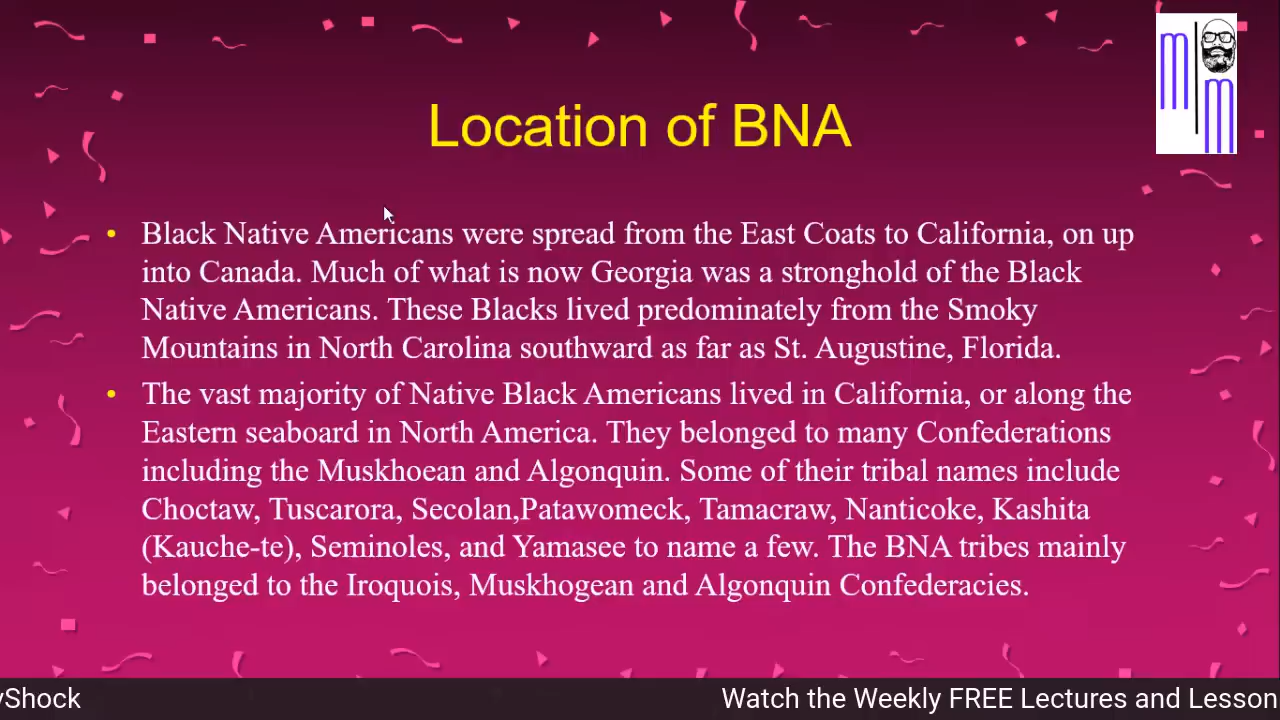 m
m
Location of BNA
• Black Native Americans were spread from the East Coats to California, on up
into Canada. Much of what is now Georgia was a stronghold of the Black
Native Americans. These Blacks lived predominately from the Smoky
Mountains in North Carolina southward as far as St. Augustine, Florida.
• The vast majority of Native Black Americans lived in California, or along the
Eastern seaboard in North America. They belonged to many Confederations
including the Muskhoean and Algonquin. Some of their tribal names include
Choctaw, Tuscarora, Secolan,Patawomeck, Tamacraw, Nanticoke, Kashita
(Kauche-te), Seminoles, and Yamasee to name a few. The BNA tribes mainly
belonged to the Iroquois, Muskhogean and Algonquin Confederacies.
yShock Watch the Weekly FREE Lectures and Lesson